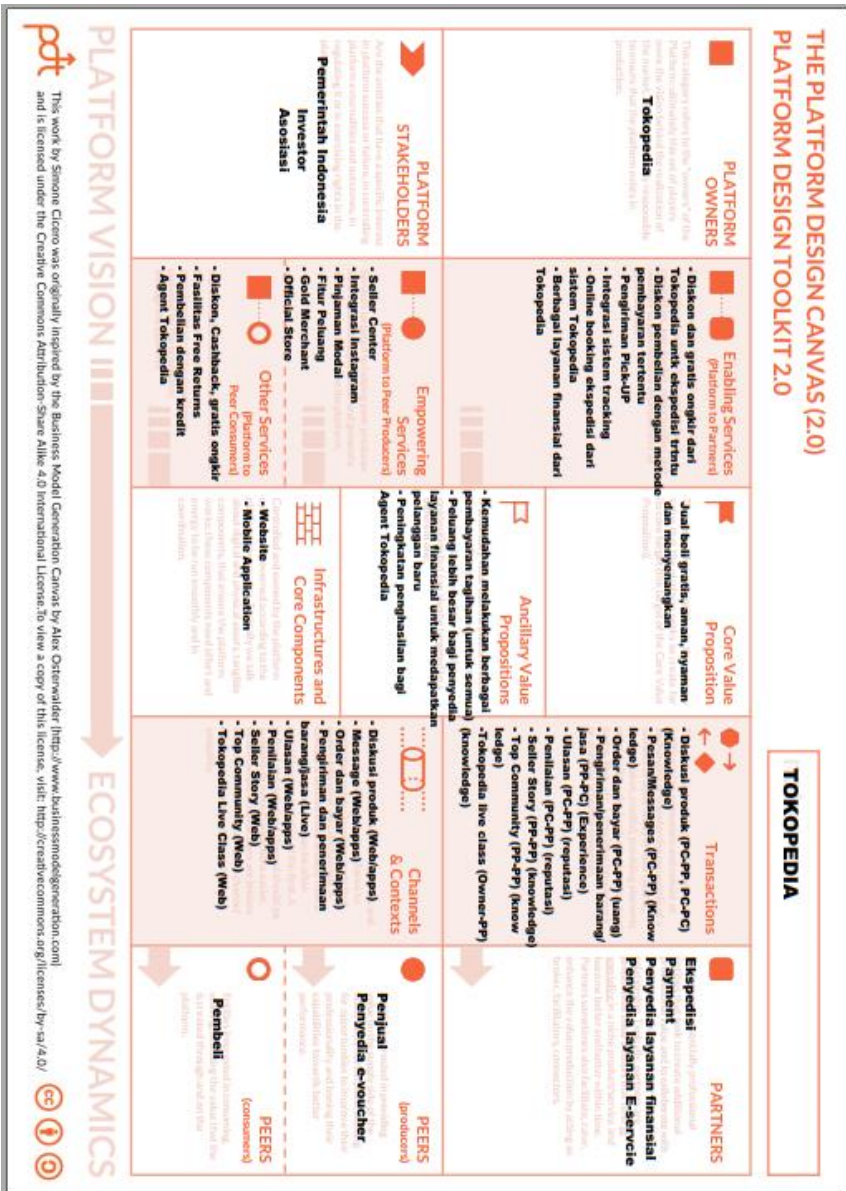 THE PLATFORM DESIGN CANVAS (2.0)
PLATFORM DESIGN TOOLKIT 2.0
TOKOPEDIA
PLATFORM
OWNERS
This category refers to the "owners" of the
Tokopedia
Enabling Services
(Platform to Partners)
• Diskon dan gratis ongkir dari
Tokopedia untk ekspedisi trtntu
• Diskon pembelian dengan metode
pembayaran tertentu
• Pengiriman Pick-UP
• Integrasi sistem tracking
• Online booking ekspedisi dari
sistem Tokopedia
• Berbagai layanan finansial dari
Tokopedia
Core Value
Proposition
Jual beli gratis, aman, nyaman
dan menyenangkan
Transactions
• Diskusi produk (PC-PP, PC-PC)
(Knowledge)
• Pesan/Messages (PC-PP) (Know
ledge)
• Order dan bayar (PC-PP) (uang)
• Pengiriman/penerimaan barang/
jasa (PP-PC) (Experience)
• Ulasan (PC-PP) (reputasi)
• Penilaian (PC-PP) (reputasi)
• Seller Story (PP-PP) (knowledge)
• Top Community (PP-PP) (know
ledge)
-Tokopedia live class (Owner-PP)
(knowledge)
PARTNERS
Ekspedisi
Payment
Penyedia layanan finansial
Penyedia layanan E-servcie
PLATFORM
STAKEHOLDERS
Pemerintah Indonesia
Investor
Asosiasi
Empowering
Services
(Platform to Peer Producers)
• Seller Center
• Integrasi Instagram
• Pinjaman Modal
• Fitur Peluang
• Gold Merchant
• Official Store
Other Services
(Platform to
Peer Consumers)
• Diskon, Cashback, gratis ongkir
• Fasilitas Free Returns
• Pembelian dengan kredit
• Agent Tokopedia
Ancillary Value
Propositions
• Kemudahan melakukan berbagai
pembayaran tagihan (untuk semua)
• Peluang lebih besar bagi penyedia
layanan finansial untuk medapatkan
pelanggan baru
• Peningkatan penghasilan bagi
Agent Tokopedia
Infrastructures and
Core Components
• Website
• Mobile Application
Channels
& Contexts
• Diskusi produk (Web/apps)
• Message (Web/apps)
• Order dan bayar (Web/apps)
• Pengiriman dan penerimaan
barang/jasa (Live)
• Ulasan (Web/apps)
• Penilaian (Web/apps)
• Seller Story (Web)
• Top Community (Web)
• Tokopedia Live Class (Web)
PEERS
(producers)
Penjual
Penyedia e-voucher
PEERS
(consumers)
Pembeli
PLATFORM VISION
ECOSYSTEM DYNAMICS
pdt
This work by Simone Cicero was originally inspired by the Business Model Generation Canvas by Alex Osterwalder (http://www.businessmodelgeneration.com)
and is licensed under the Creative Commons Attribution-Share Alike 4.0 International License. To view a copy of this license, visit: http://creativecommons.org/licenses/by-sa/4.0/
cc